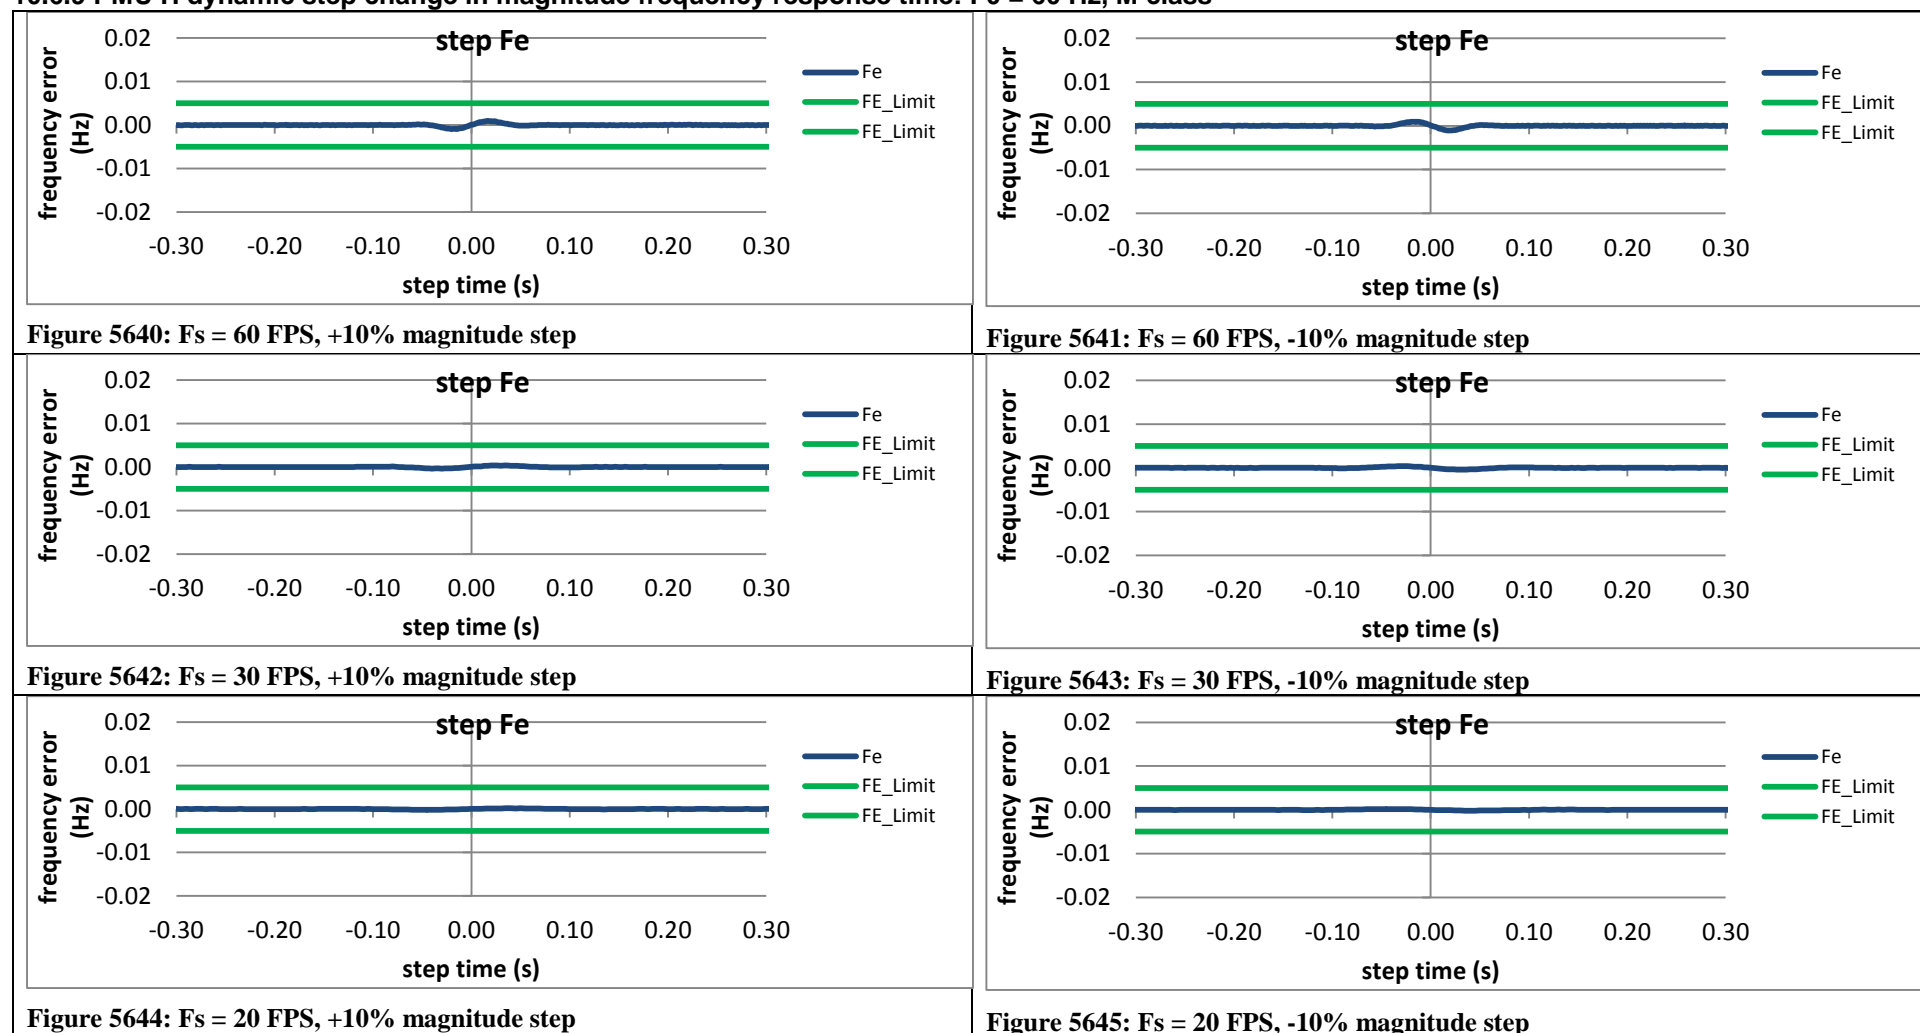 step Fe
0.02
0.01
0.00
-0.01
-0.02
frequency error
(Hz)
-0.30 -0.20 -0.10 0.00 0.10 0.20 0.30
step time (s)
Fe
FE_Limit
FE_Limit
Figure 5640: Fs = 60 FPS, +10% magnitude step
step Fe
0.02
0.01
0.00
-0.01
-0.02
frequency error
(Hz)
-0.30 -0.20 -0.10 0.00 0.10 0.20 0.30
step time (s)
Fe
FE_Limit
FE_Limit
Figure 5641: Fs = 60 FPS, -10% magnitude step
step Fe
0.02
0.01
0.00
-0.01
-0.02
frequency error
(Hz)
-0.30 -0.20 -0.10 0.00 0.10 0.20 0.30
step time (s)
Fe
FE_Limit
FE_Limit
Figure 5642: Fs = 30 FPS, +10% magnitude step
step Fe
0.02
0.01
0.00
-0.01
-0.02
frequency error
(Hz)
-0.30 -0.20 -0.10 0.00 0.10 0.20 0.30
step time (s)
Fe
FE_Limit
FE_Limit
Figure 5643: Fs = 30 FPS, -10% magnitude step
step Fe
0.02
0.01
0.00
-0.01
-0.02
frequency error
(Hz)
-0.30 -0.20 -0.10 0.00 0.10 0.20 0.30
step time (s)
Fe
FE_Limit
FE_Limit
Figure 5644: Fs = 20 FPS, +10% magnitude step
step Fe
0.02
0.01
0.00
-0.01
-0.02
frequency error
(Hz)
-0.30 -0.20 -0.10 0.00 0.10 0.20 0.30
step time (s)
Fe
FE_Limit
FE_Limit
Figure 5645: Fs = 20 FPS, -10% magnitude step